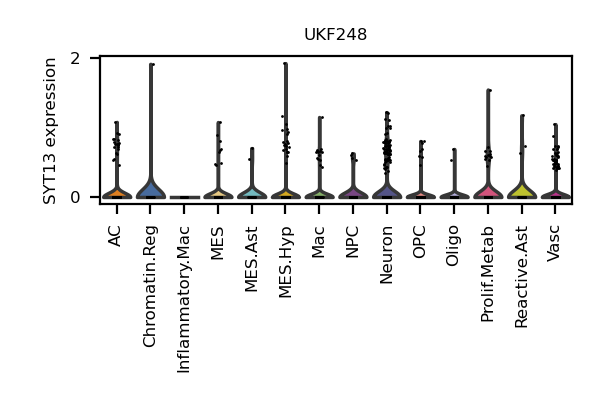 UKF248
SYT13 expression
2
0
AC
Chromatin.Reg
Inflammatory.Mac
MES
MES.Ast
MES.Hyp
Mac
NPC
Neuron
OPC
Oligo
Prolif.Metab
Reactive.Ast
Vasc